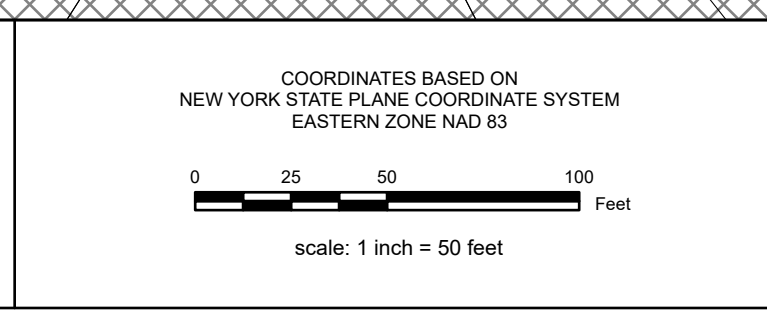 COORDINATES BASED ON
NEW YORK STATE PLANE COORDINATE SYSTEM
EASTERN ZONE NAD 83
0 25 50 100
Feet
scale: 1 inch = 50 feet